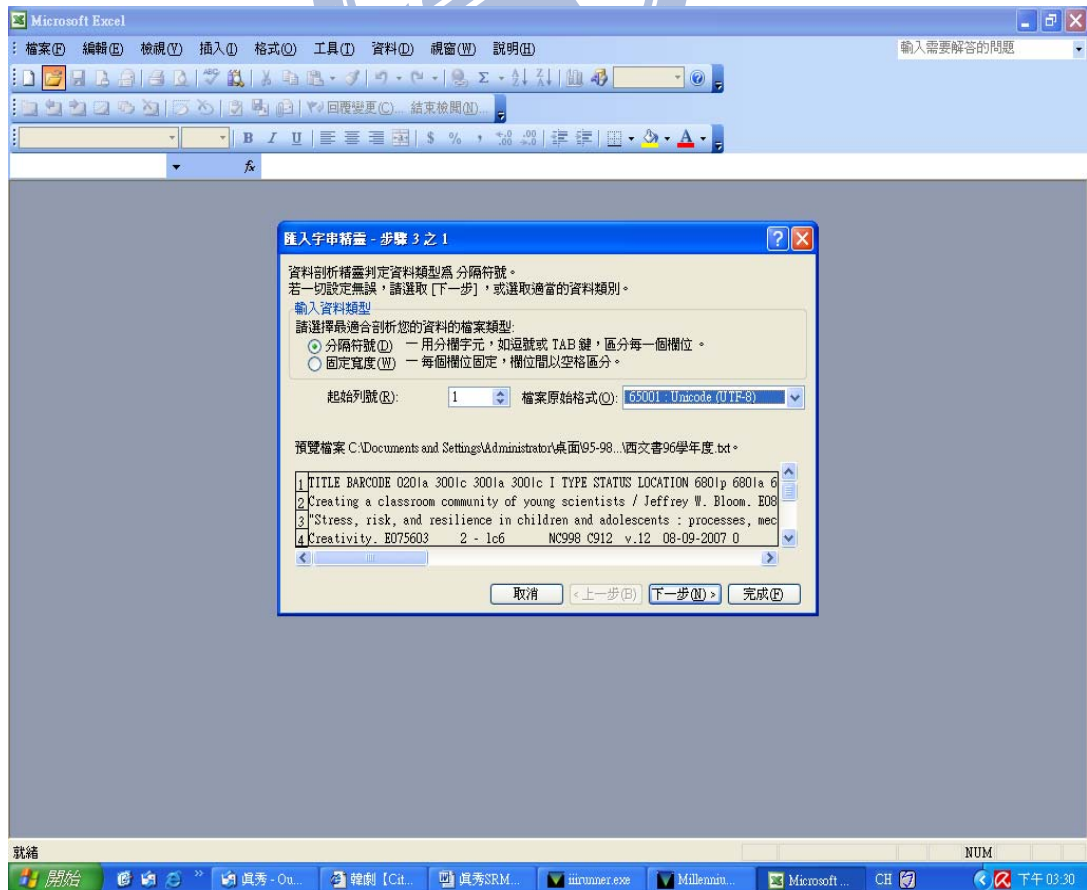 Microsoft Excel
檔案(F) 編輯(E) 檢視(V) 插入(I) 格式(O) 工具(T) 資料(D) 視窗(W) 說明(H) 輸入需要解答的問題
回覆變更(C)... 結束檢閱(N)...
B I U $ % , .00 .00 A
fx
匯入字串精靈 - 步驟 3 之 1
資料剖析精靈判定資料類型為 分隔符號。
若一切設定無誤，請選取 [下一步]，或選取適當的資料類別。
輸入資料類型
請選擇最適合剖析您的資料的檔案類型:
分隔符號(D) 一 用分欄字元，如逗號或 TAB 鍵，區分每一個欄位 。
固定寬度(W) 一 每個欄位固定，欄位間以空格區分。
起始列號(R): 1 檔案原始格式(O): 65001 : Unicode (UTF-8)
預覽檔案 C:\Documents and Settings\Administrator\桌面\95-98...\西文書96學年度.txt。
1 TITLE BARCODE 020|a 300|c 300|a 300|c I TYPE STATUS LOCATION 680|p 680|a 6
2 Creating a classroom community of young scientists / Jeffrey W. Bloom. E08
3 "Stress, risk, and resilience in children and adolescents : processes, mec
4 Creativity. E075603 2 - lc6 NC998 C912 v.12 08-09-2007 0
取消 <上一步(B) 下一步(N) > 完成(F)
就緒 NUM
開始 真秀 - Ou... 韓劇【Cit... 真秀SRM... iiirunner.exe Millenniu... Microsoft ... CH 下午 03:30